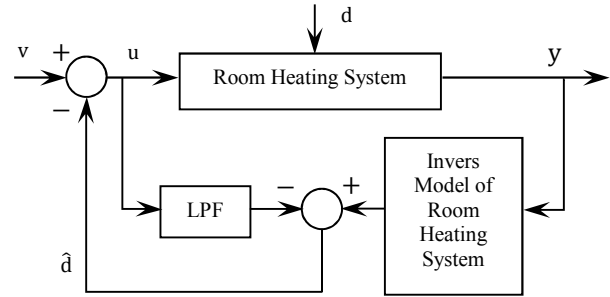 d
v
+
u
Room Heating System
y
−
Invers
Model of
Room
Heating
System
−
+
LPF
d̂